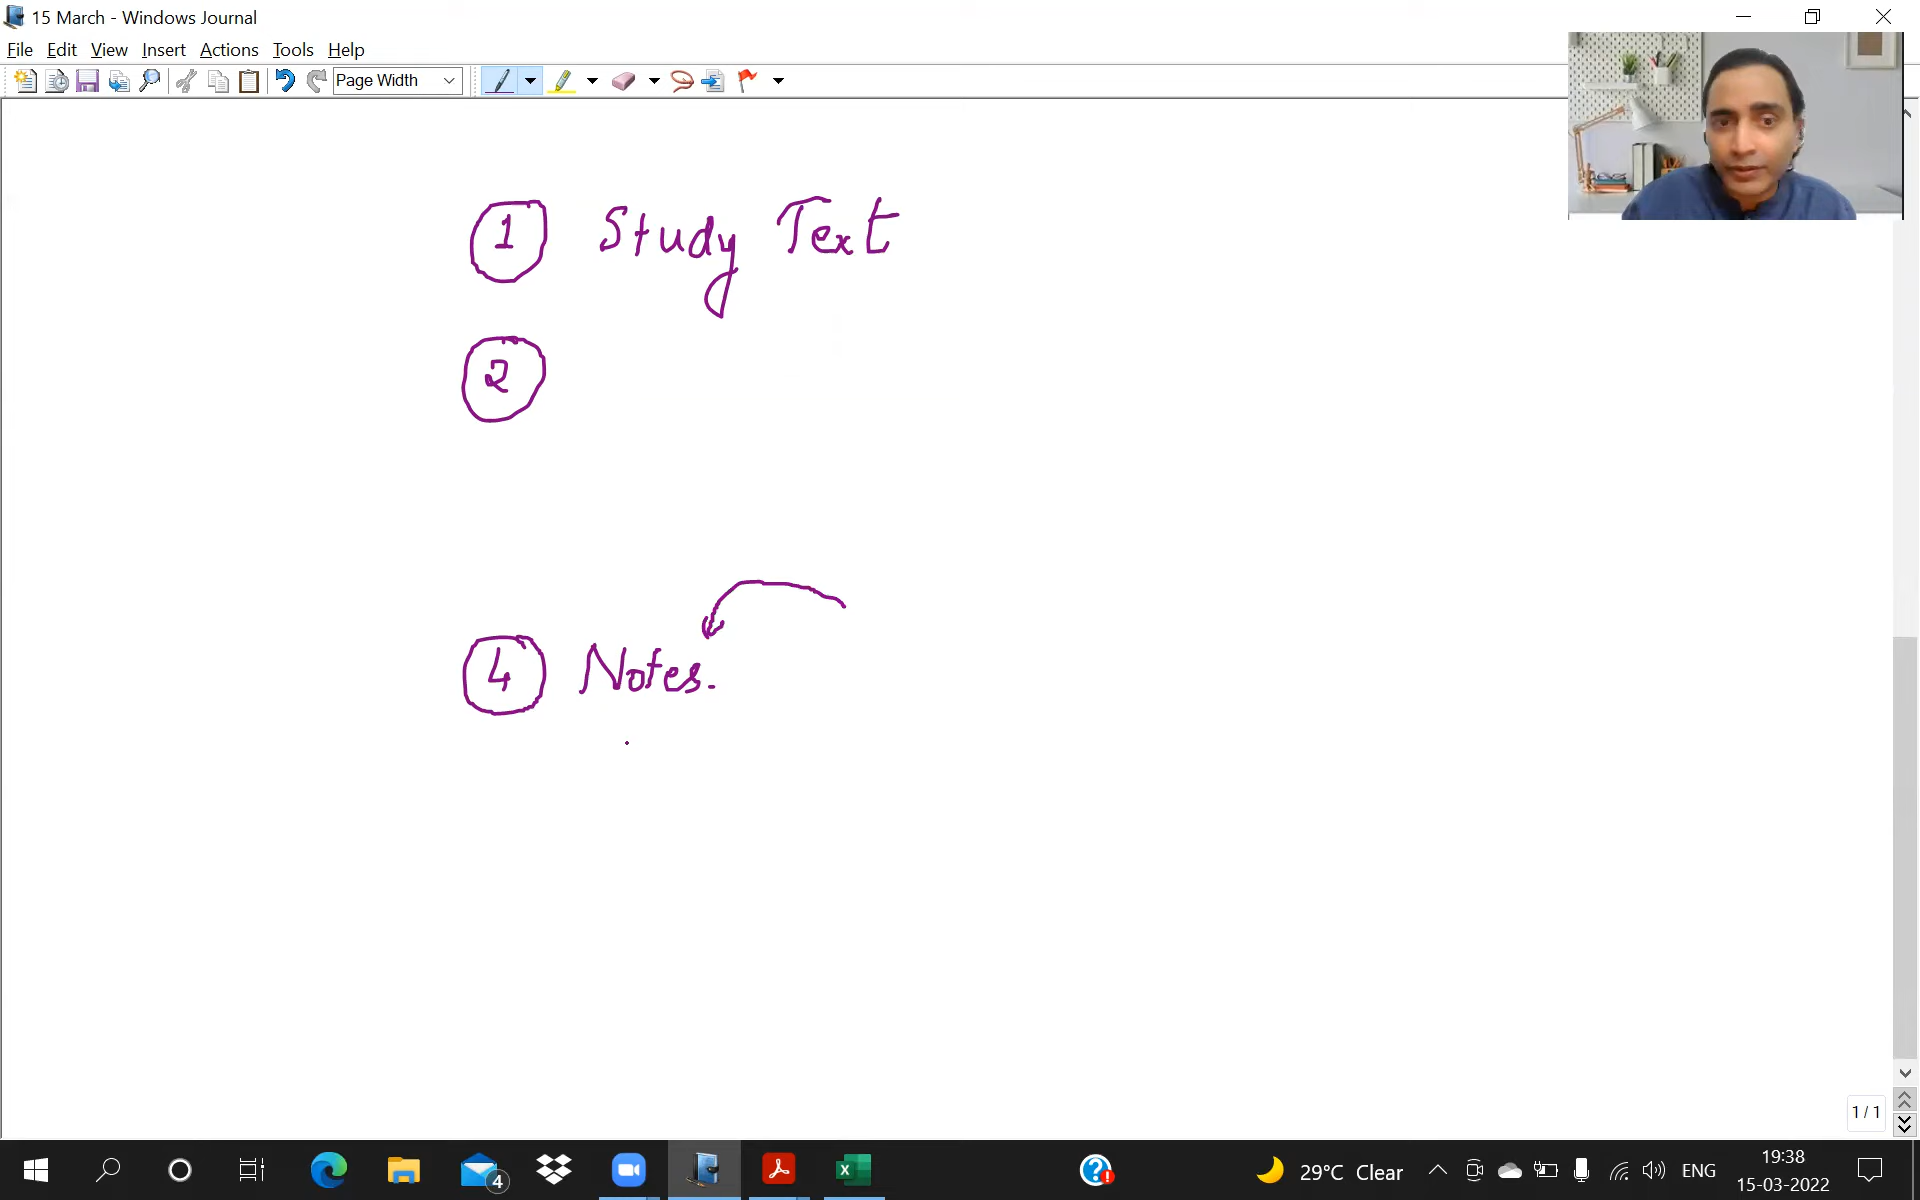 15 March - Windows Journal
File Edit View Insert Actions Tools Help
Page Width
1 Study Text
2
4 Notes.
1 / 1
4
29°C Clear
ENG
19:38
15-03-2022